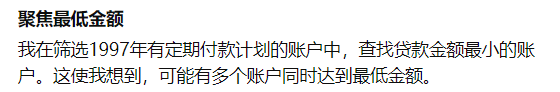 聚焦最低金额
我在筛选1997年有定期付款计划的账户中，查找贷款金额最小的账
户。这使我想到，可能有多个账户同时达到最低金额。